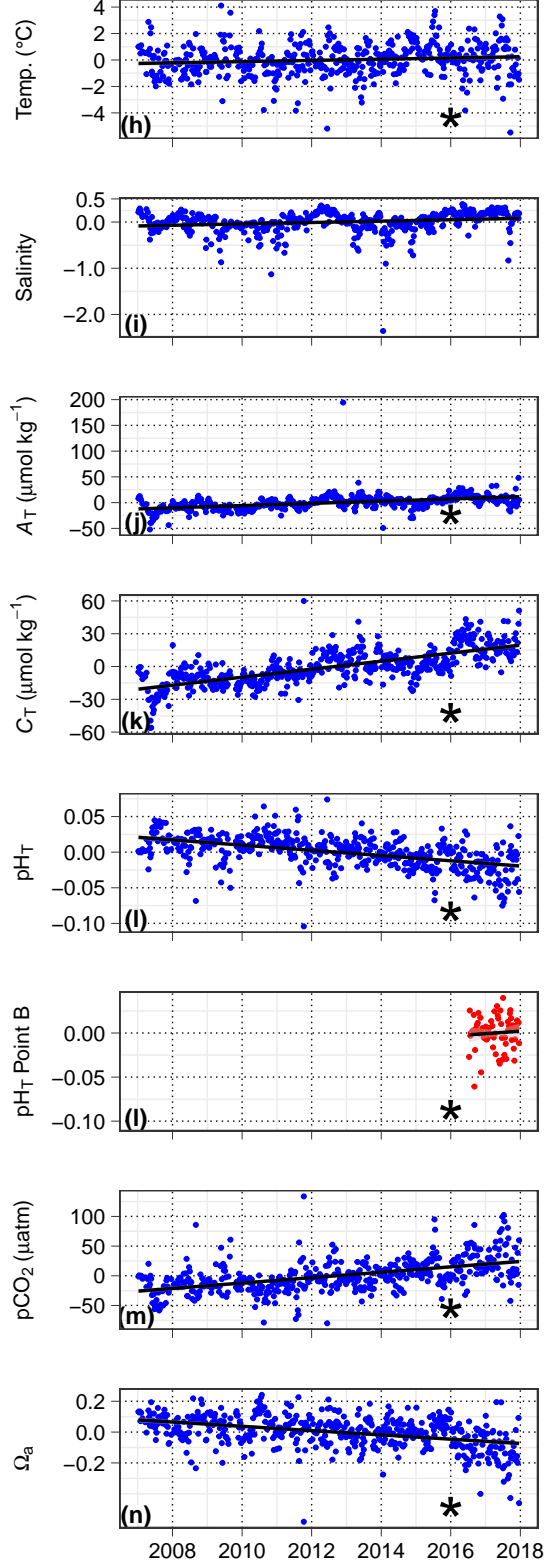 Temp. (°C)
4
2
0
−2
−4
(h)
*
Salinity
0.5
0.0
−1.0
−2.0
(i)
A_T (μmol kg⁻¹)
200
150
100
50
0
−50
(j)
*
C_T (μmol kg⁻¹)
60
30
0
−30
−60
(k)
*
pH_T
0.05
0.00
−0.05
−0.10
(l)
*
pH_T Point B
0.00
−0.05
−0.10
(l)
*
pCO₂ (μatm)
100
50
0
−50
(m)
*
Ωₐ
0.2
0.0
−0.2
(n)
*
2008 2010 2012 2014 2016 2018